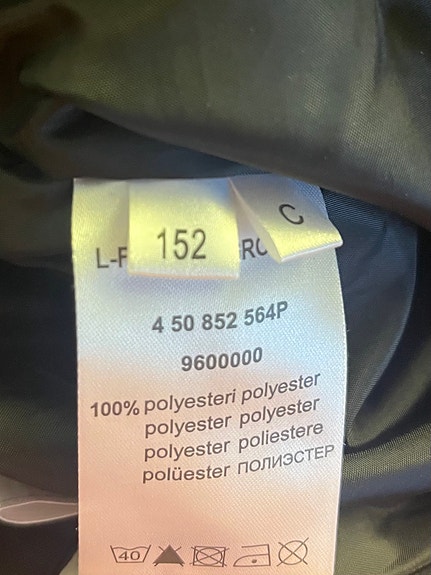 C
152
L-F
4 50 852 564P
9600000
100% polyesteri polyester
polyester polyester
polyester poliestere
polüester ПОЛИЭСТЕР
40